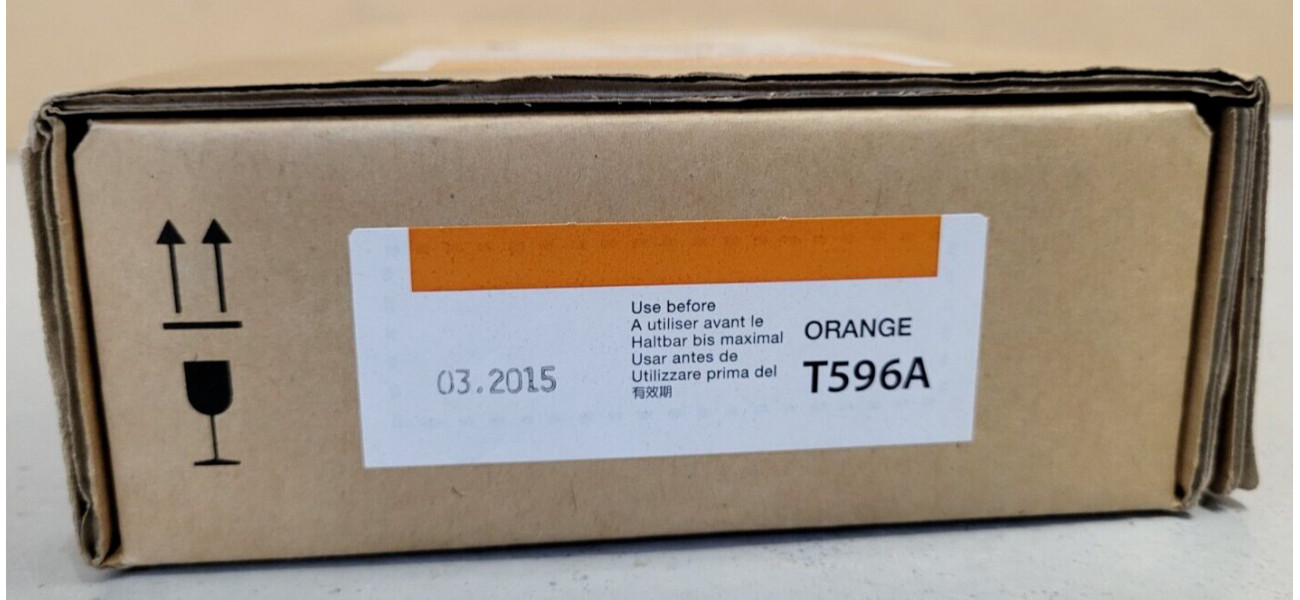 03.2015
Use before
A utiliser avant le
Haltbar bis maximal
Usar antes de
Utilizzare prima del
有效期
ORANGE
T596A